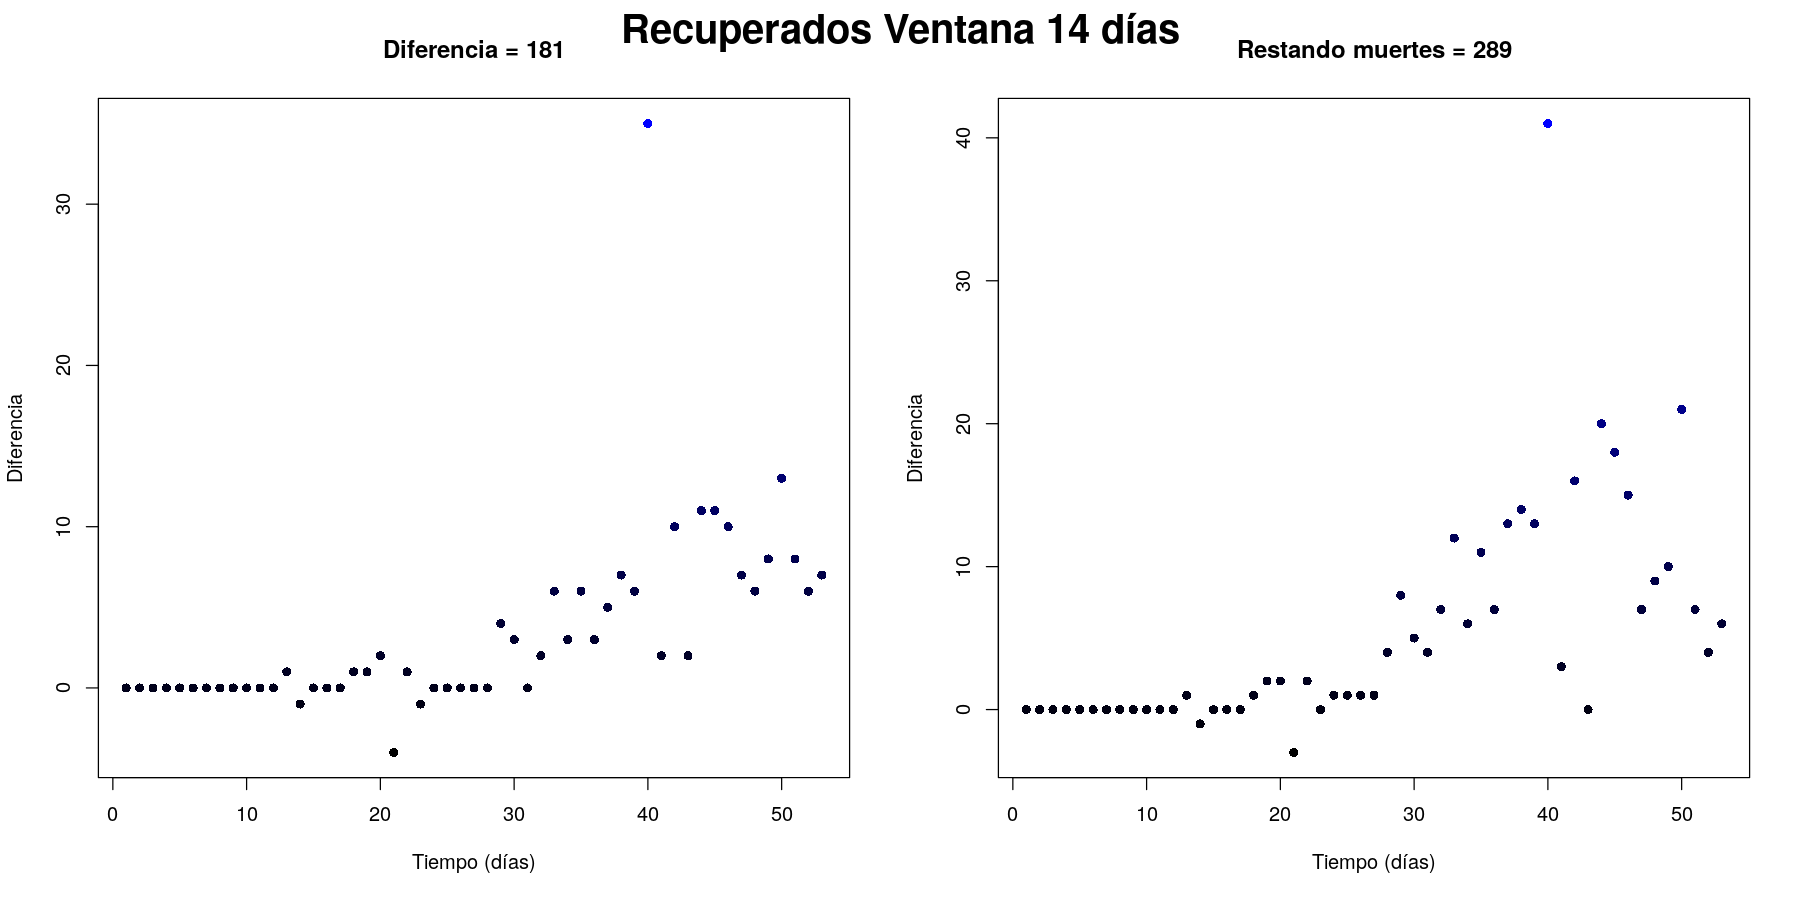 Recuperados Ventana 14 días
Diferencia = 181
Diferencia
30
20
10
0
0 10 20 30 40 50
Tiempo (días)
Restando muertes = 289
Diferencia
40
30
20
10
0
0 10 20 30 40 50
Tiempo (días)